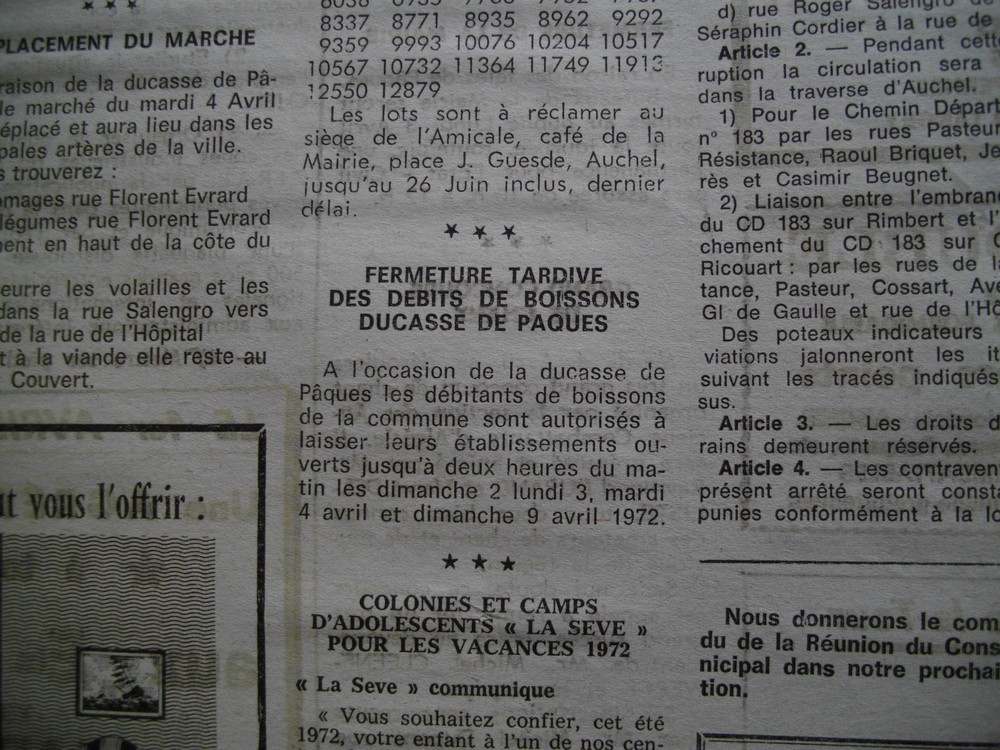 PLACEMENT DU MARCHE
raison de la ducasse de Pâ-
le marché du mardi 4 Avril
éplacé et aura lieu dans les
pales artères de la ville.
s trouverez :
omages rue Florent Evrard
légumes rue Florent Evrard
ent en haut de la côte du
eurre les volailles et les
dans la rue Salengro vers
de la rue de l'Hôpital
t à la viande elle reste au
Couvert.
ut vous l'offrir :
8337 8771 8935 8962 9292
9359 9993 10076 10204 10517
10567 10732 11364 11749 11913
12550 12879
Les lots sont à réclamer au
siège de l'Amicale, café de la
Mairie, place J. Guesde, Auchel,
jusqu'au 26 Juin inclus, dernier
délai.
FERMETURE TARDIVE
DES DEBITS DE BOISSONS
DUCASSE DE PAQUES
A l'occasion de la ducasse de
Pâques les débitants de boissons
de la commune sont autorisés à
laisser leurs établissements ou-
verts jusqu'à deux heures du ma-
tin les dimanche 2 lundi 3, mardi
4 avril et dimanche 9 avril 1972.
COLONIES ET CAMPS
D'ADOLESCENTS « LA SEVE »
POUR LES VACANCES 1972
« La Seve » communique
« Vous souhaitez confier, cet été
1972, votre enfant à l'un de nos cen-
d) rue Roger Salengro de
Séraphin Cordier à la rue de
Article 2. — Pendant cett
ruption la circulation sera
dans la traverse d'Auchel.
1) Pour le Chemin Départ
n° 183 par les rues Pasteur
Résistance, Raoul Briquet, Je
rès et Casimir Beugnet.
2) Liaison entre l'embran
du CD 183 sur Rimbert et l'
chement du CD 183 sur C
Ricouart : par les rues de la
tance, Pasteur, Cossart, Ave
Gl de Gaulle et rue de l'Hô
Des poteaux indicateurs
viations jalonneront les it
suivant les tracés indiqués
sus.
Article 3. — Les droits d
rains demeurent réservés.
Article 4. — Les contraven
présent arrêté seront consta
punies conformément à la lo
Nous donnerons le com
du de la Réunion du Cons
nicipal dans notre prochai
tion.